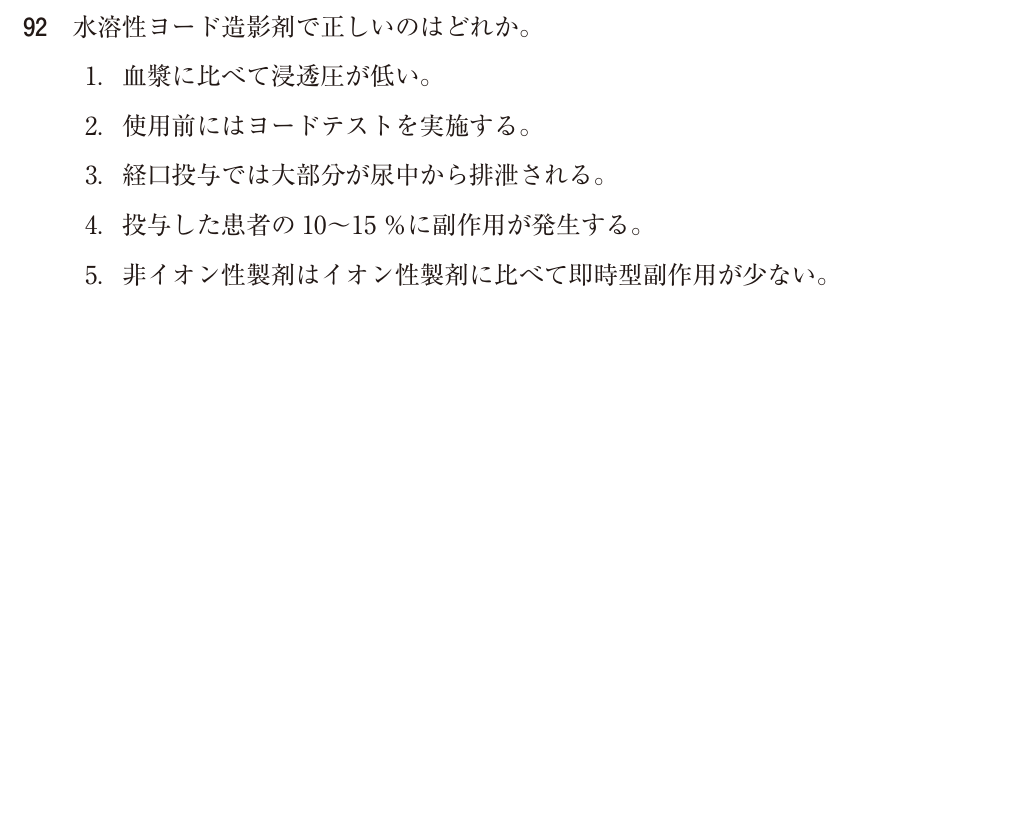 92 水溶性ヨード造影剤で正しいのはどれか。
1. 血漿に比べて浸透圧が低い。
2. 使用前にはヨードテストを実施する。
3. 経口投与では大部分が尿中から排泄される。
4. 投与した患者の 10〜15 %に副作用が発生する。
5. 非イオン性製剤はイオン性製剤に比べて即時型副作用が少ない。